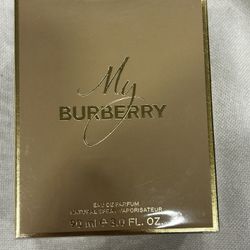 My
BURBERRY
EAU DE PARFUM
NATURAL SPRAY VAPORISATEUR
90 ml ℮ 3.0 FL. OZ.